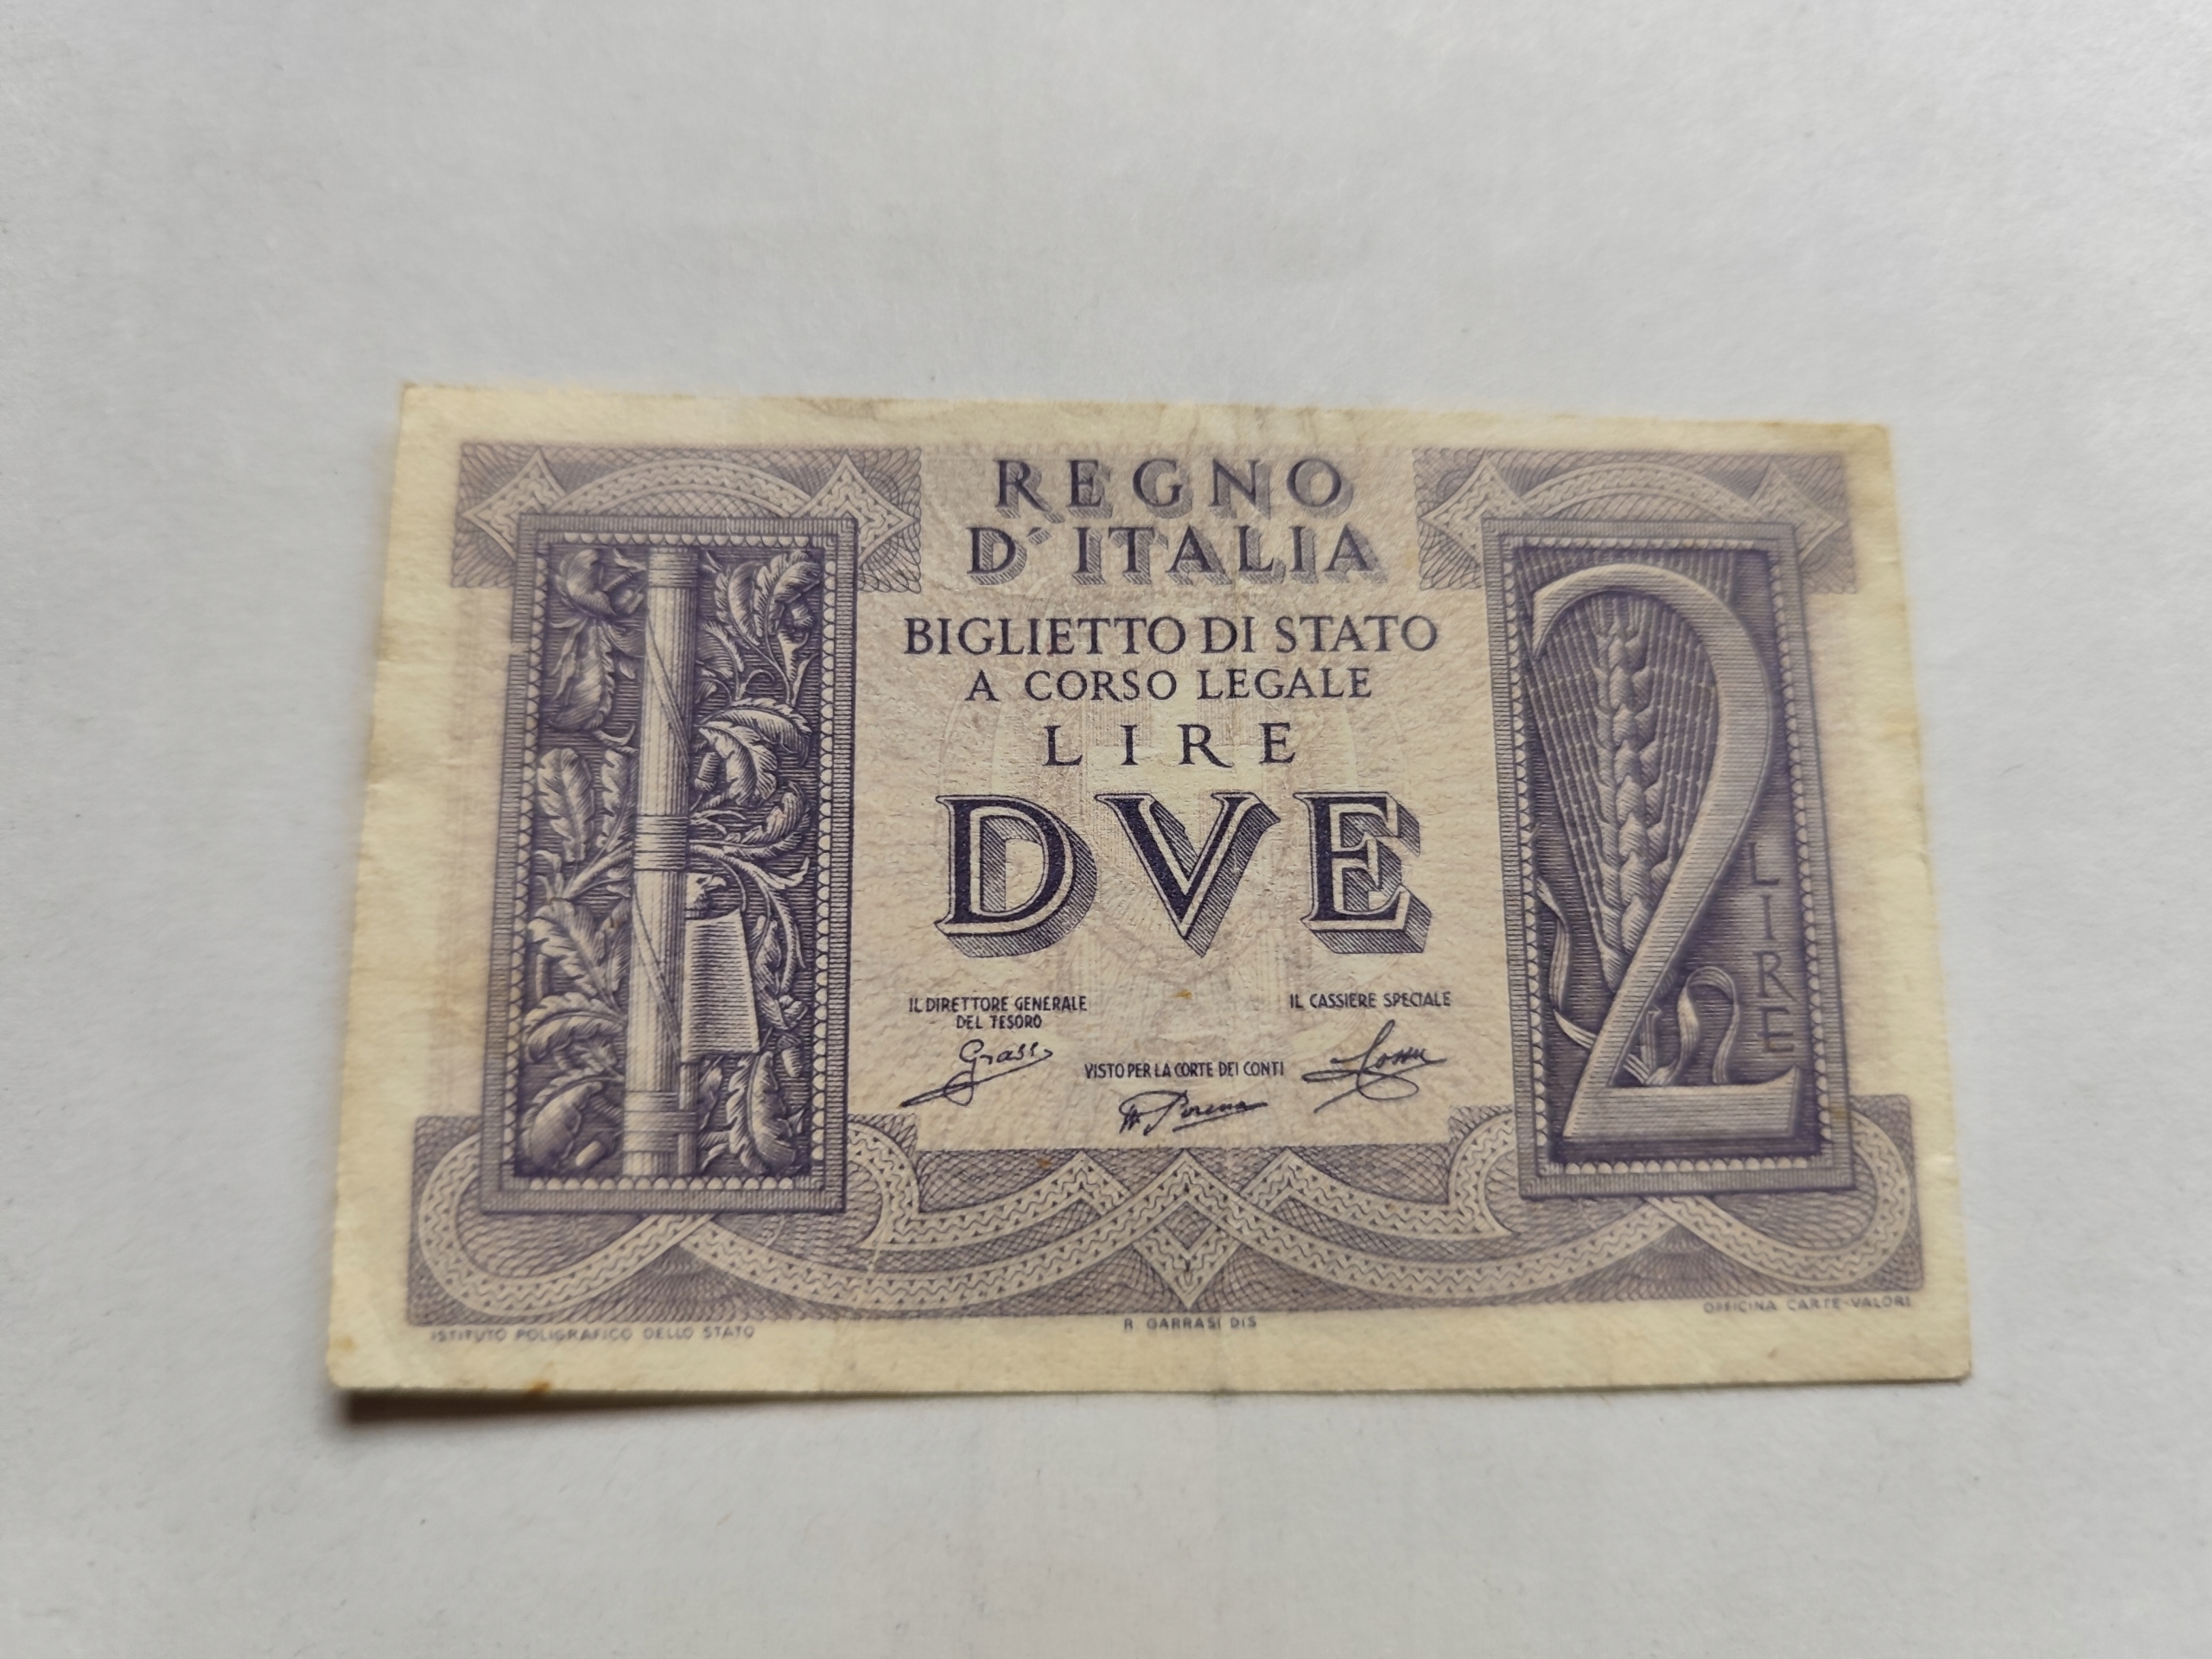 REGNO
D'ITALIA
BIGLIETTO DI STATO
A CORSO LEGALE
LIRE
DVE
2
LIRE
IL DIRETTORE GENERALE
DEL TESORO
IL CASSIERE SPECIALE
Grassi
VISTO PER LA CORTE DEI CONTI
ISTITUTO POLIGRAFICO DELLO STATO
R. GARRASI DIS
OFFICINA CARTE-VALORI